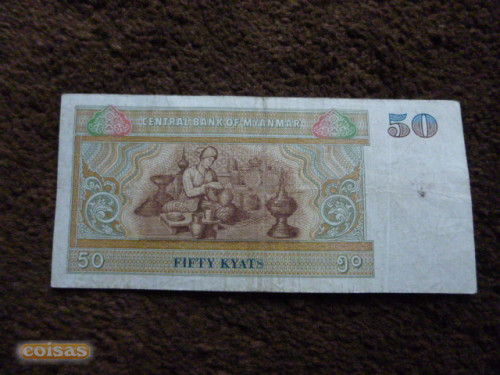 CENTRAL BANK OF MYANMAR
50
50
FIFTY KYATS
၅၀
coisas